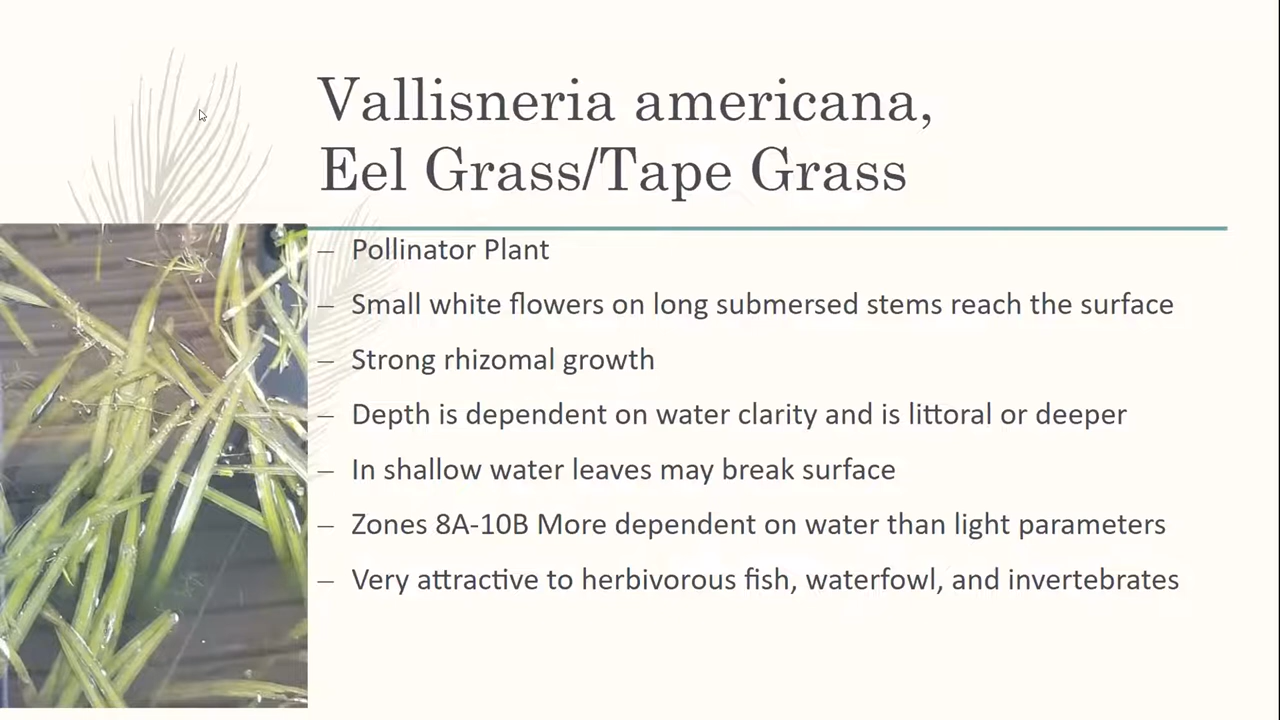 Vallisneria americana,
Eel Grass/Tape Grass
– Pollinator Plant
– Small white flowers on long submersed stems reach the surface
– Strong rhizomal growth
– Depth is dependent on water clarity and is littoral or deeper
– In shallow water leaves may break surface
– Zones 8A-10B More dependent on water than light parameters
– Very attractive to herbivorous fish, waterfowl, and invertebrates